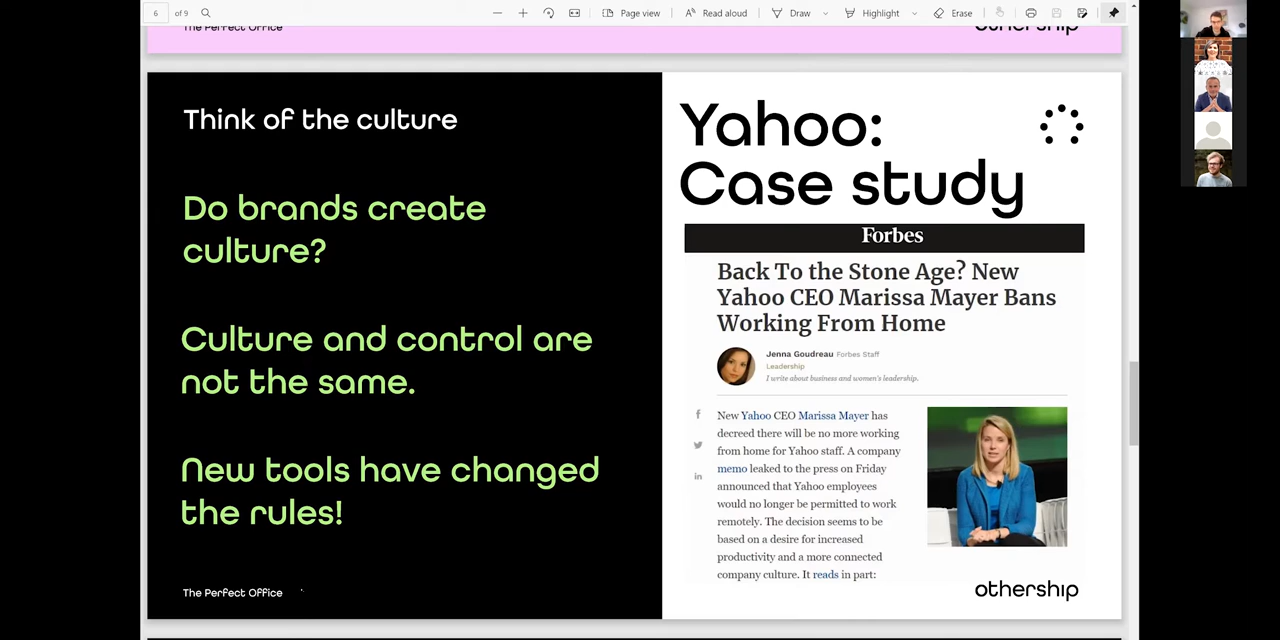 6 of 9
Page view
Read aloud
Draw
Highlight
Erase
The Perfect Office
othership
Think of the culture
Do brands create
culture?
Culture and control are
not the same.
New tools have changed
the rules!
The Perfect Office
Yahoo:
Case study
Forbes
Back To the Stone Age? New
Yahoo CEO Marissa Mayer Bans
Working From Home
Jenna Goudreau Forbes Staff
Leadership
I write about business and women's leadership.
New Yahoo CEO Marissa Mayer has
decreed there will be no more working
from home for Yahoo staff. A company
memo leaked to the press on Friday
announced that Yahoo employees
would no longer be permitted to work
remotely. The decision seems to be
based on a desire for increased
productivity and a more connected
company culture. It reads in part:
othership